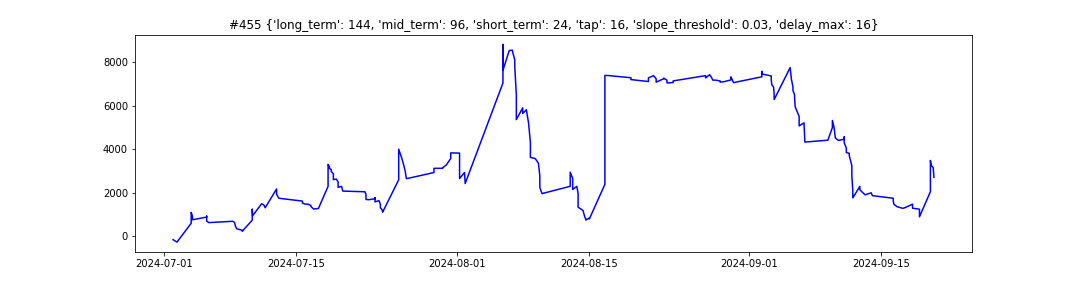 #455 {'long_term': 144, 'mid_term': 96, 'short_term': 24, 'tap': 16, 'slope_threshold': 0.03, 'delay_max': 16}
8000
6000
4000
2000
0
2024-07-01 2024-07-15 2024-08-01 2024-08-15 2024-09-01 2024-09-15